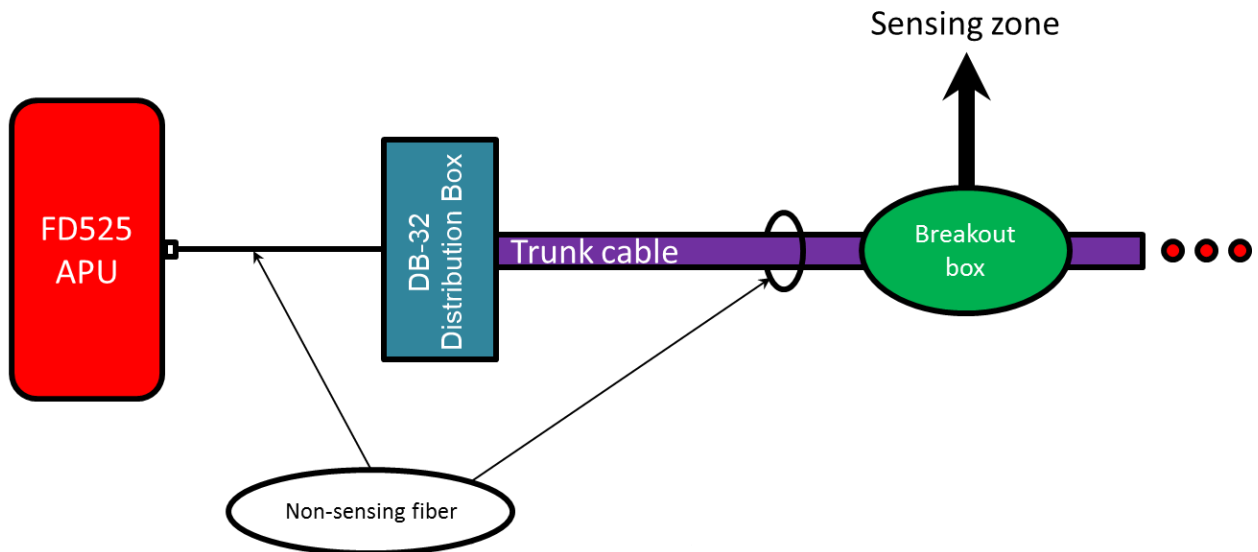 Sensing zone
FD525
APU
DB-32
Distribution Box
Trunk cable
Breakout
box
Non-sensing fiber